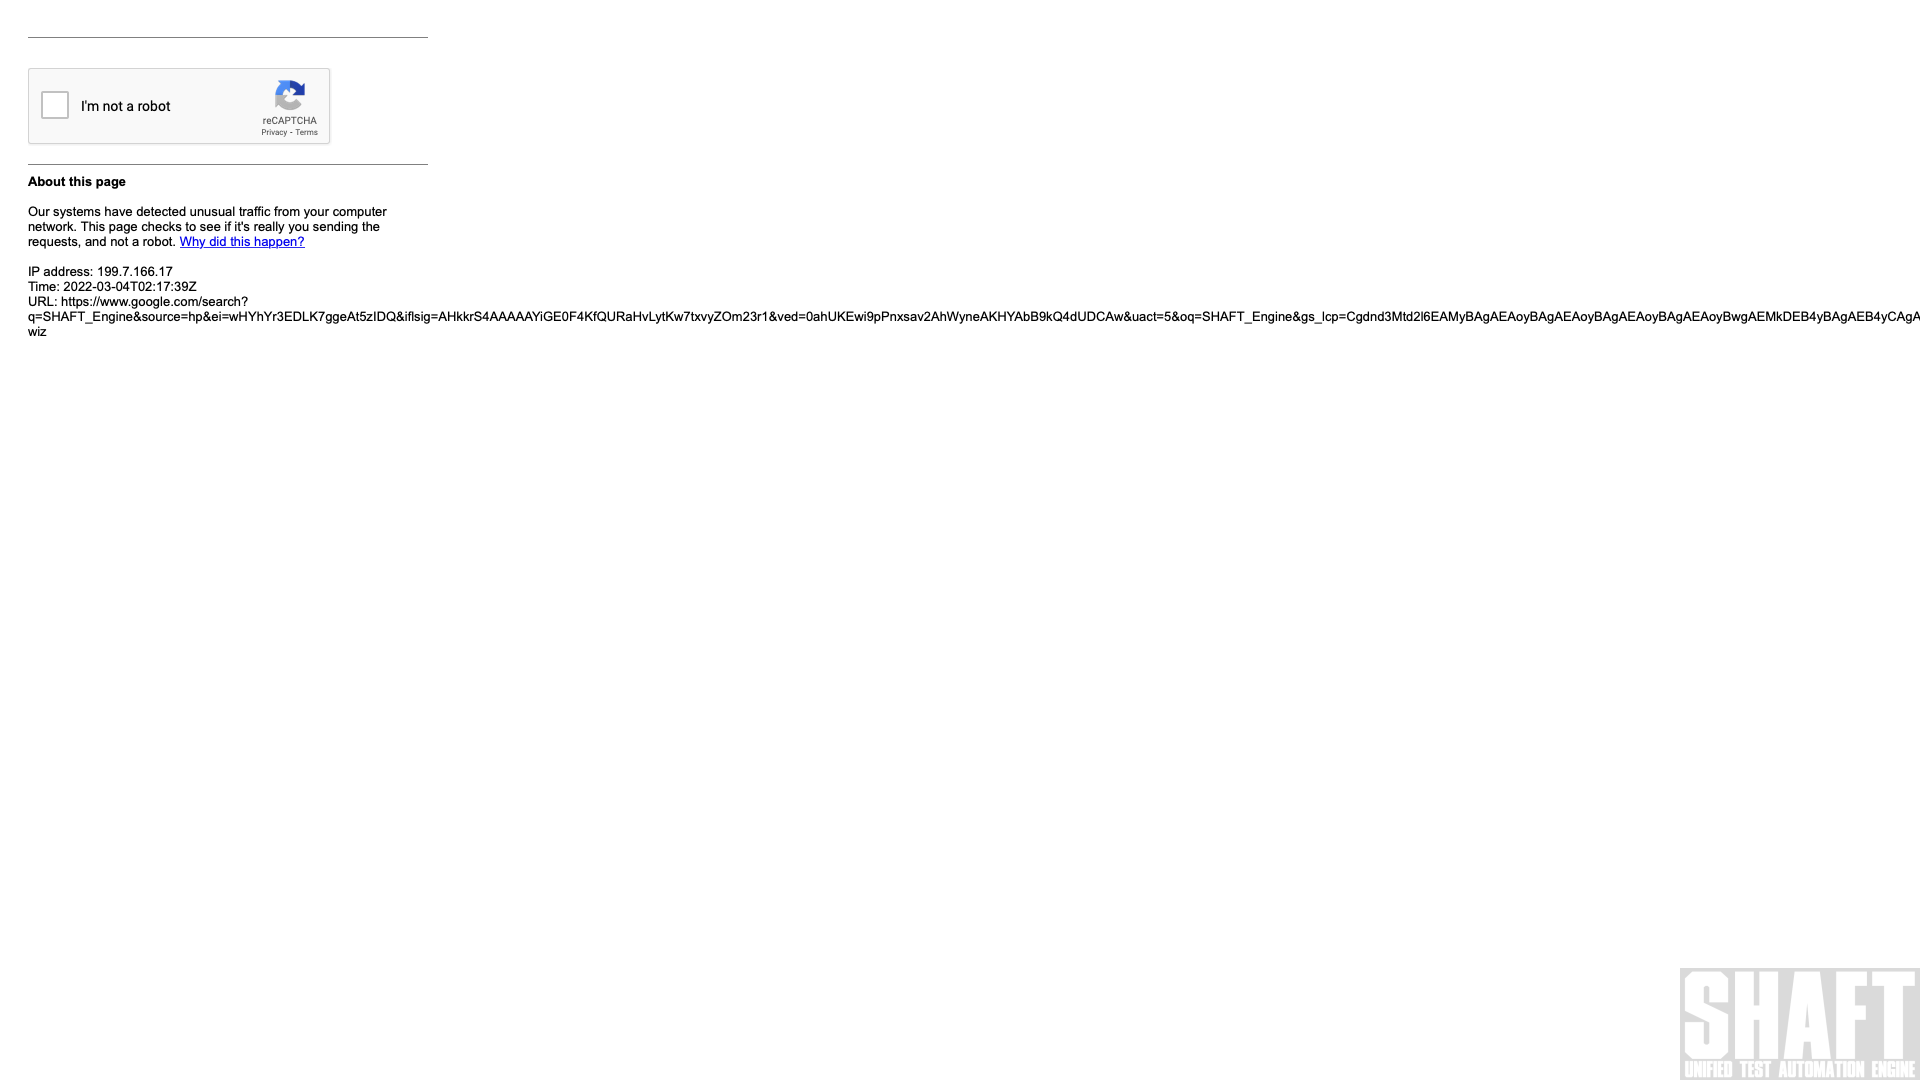 I'm not a robot
reCAPTCHA
Privacy - Terms
About this page
Our systems have detected unusual traffic from your computer
network. This page checks to see if it's really you sending the
requests, and not a robot. Why did this happen?
IP address: 199.7.166.17
Time: 2022-03-04T02:17:39Z
URL: https://www.google.com/search?
q=SHAFT_Engine&source=hp&ei=wHYhYr3EDLK7ggeAt5zIDQ&iflsig=AHkkrS4AAAAAYiGE0F4KfQURaHvLytKw7txvyZOm23r1&ved=0ahUKEwi9pPnxsav2AhWyneAKHYAbB9kQ4dUDCAw&uact=5&oq=SHAFT_Engine&gs_lcp=Cgdnd3Mtd2l6EAMyBAgAEAoyBAgAEAoyBAgAEAoyBAgAEAoyBwgAEMkDEB4yBAgAEB4yCAgA
wiz
SHAFT
UNIFIED TEST AUTOMATION ENGINE